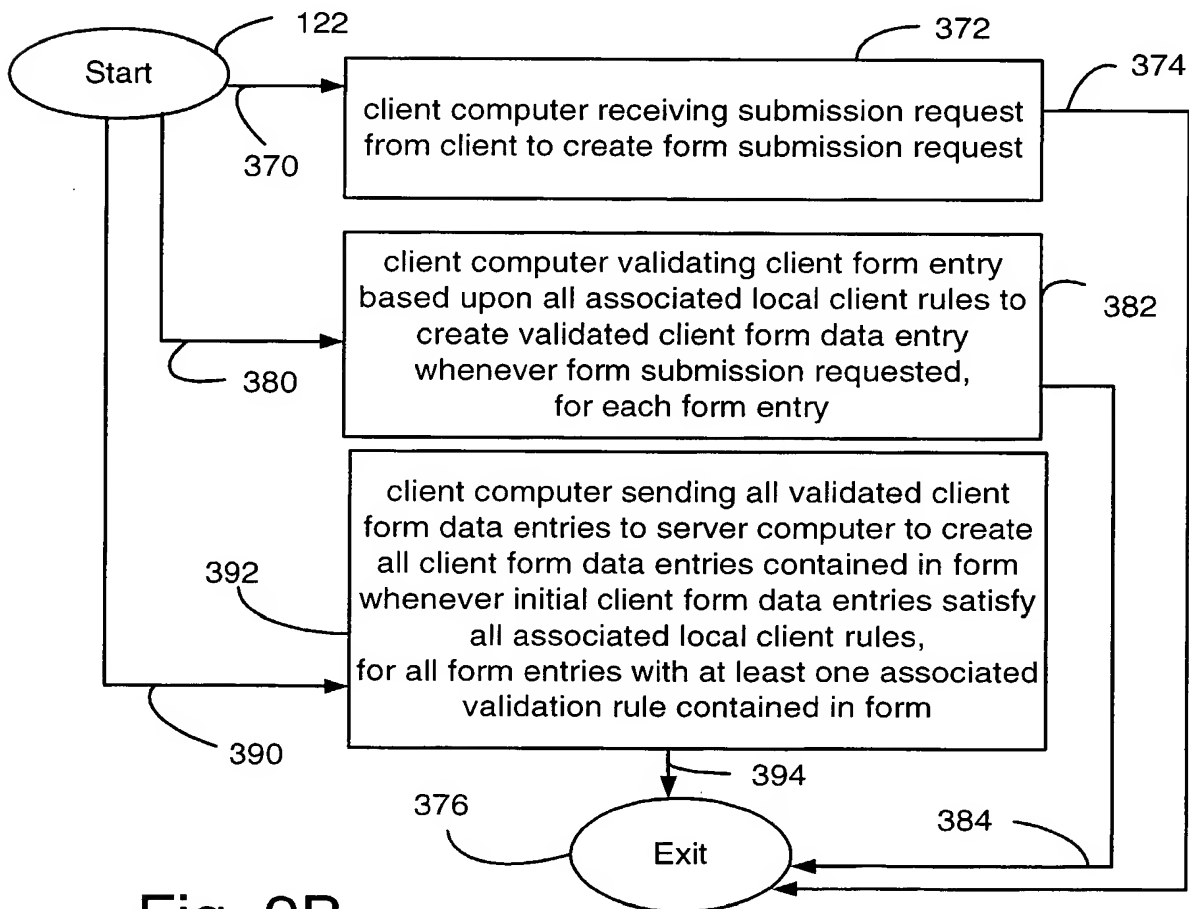 122
Start
370
372
374
client computer receiving submission request
from client to create form submission request
380
382
client computer validating client form entry
based upon all associated local client rules to
create validated client form data entry
whenever form submission requested,
for each form entry
392
client computer sending all validated client
form data entries to server computer to create
all client form data entries contained in form
whenever initial client form data entries satisfy
all associated local client rules,
for all form entries with at least one associated
validation rule contained in form
390
394
376
Exit
384